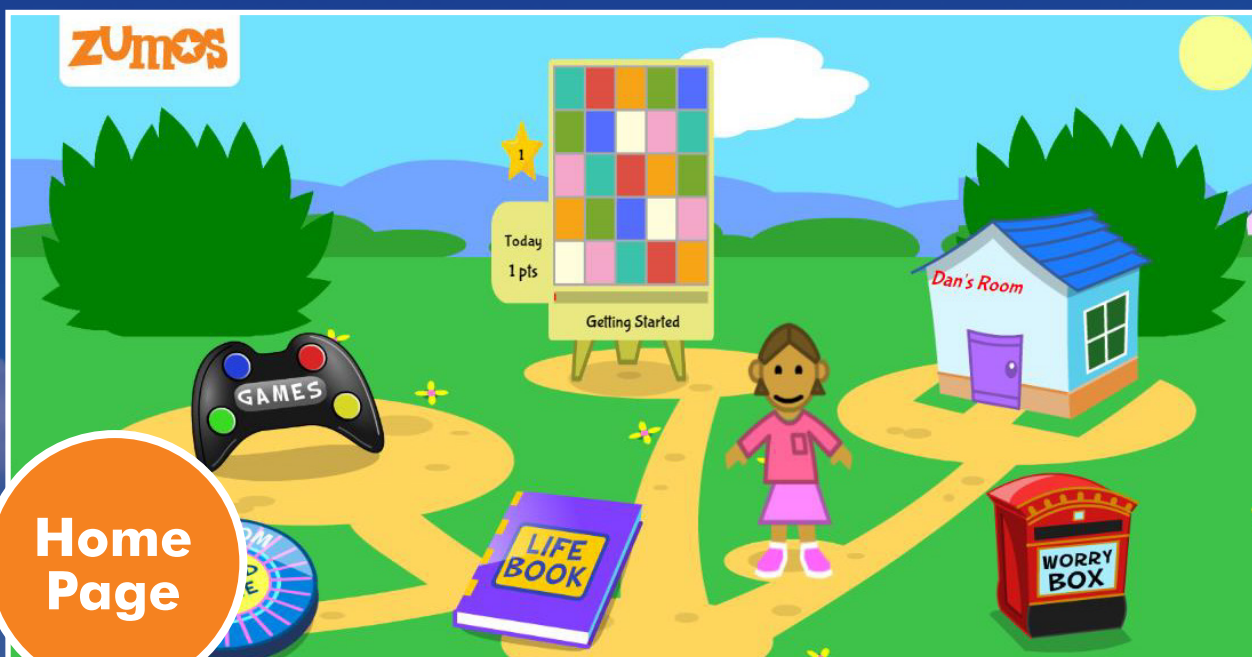 ZUMOS
1
Today
1 pts
Getting Started
Dan's Room
GAMES
LIFE
BOOK
WORRY
BOX
Home
Page